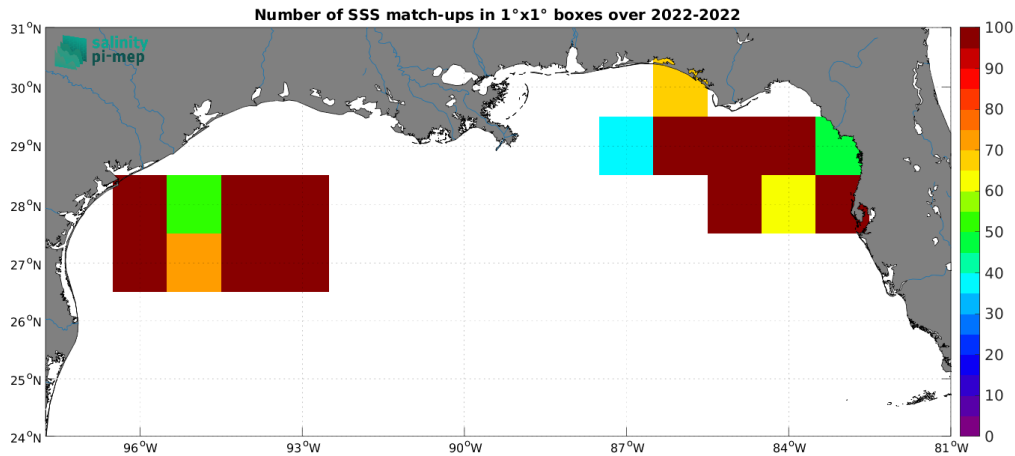 Number of SSS match-ups in 1°x1° boxes over 2022-2022
salinity
pi-mep
31°N
30°N
29°N
28°N
27°N
26°N
25°N
24°N
96°W
93°W
90°W
87°W
84°W
81°W
100
90
80
70
60
50
40
30
20
10
0